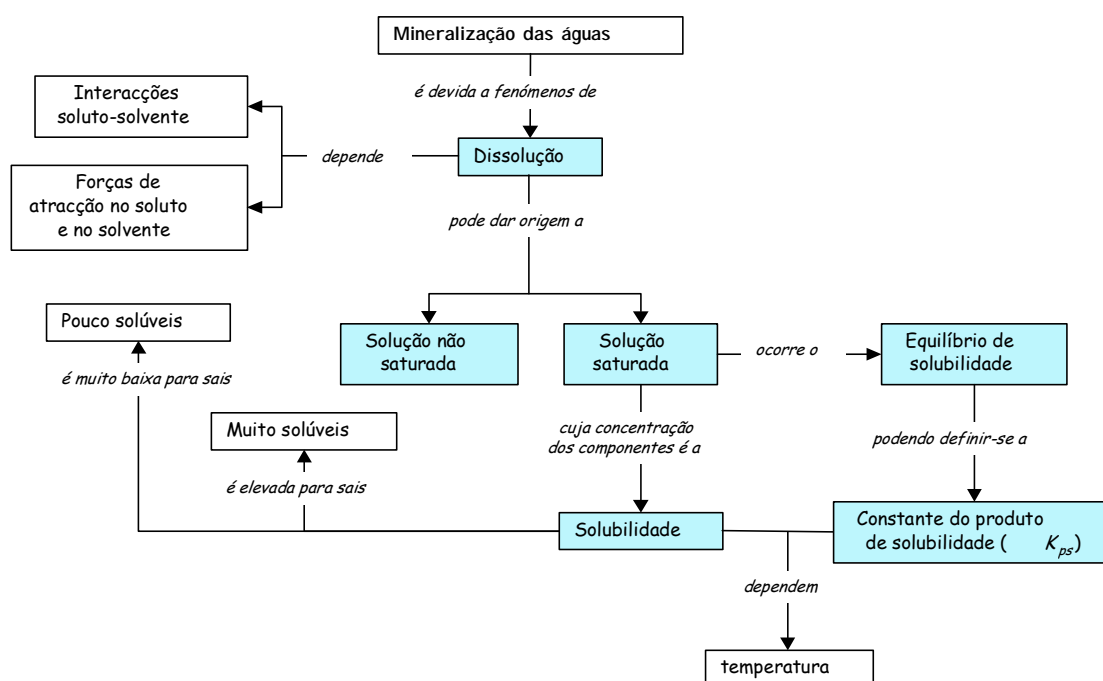 Mineralização das águas
é devida a fenómenos de
Interacções
soluto-solvente
depende
Dissolução
Forças de
atracção no soluto
e no solvente
pode dar origem a
Pouco solúveis
Solução não
saturada
Solução
saturada
ocorre o
Equilíbrio de
solubilidade
é muito baixa para sais
Muito solúveis
cuja concentração
dos componentes é a
podendo definir-se a
é elevada para sais
Solubilidade
Constante do produto
de solubilidade ( Kps)
dependem
temperatura